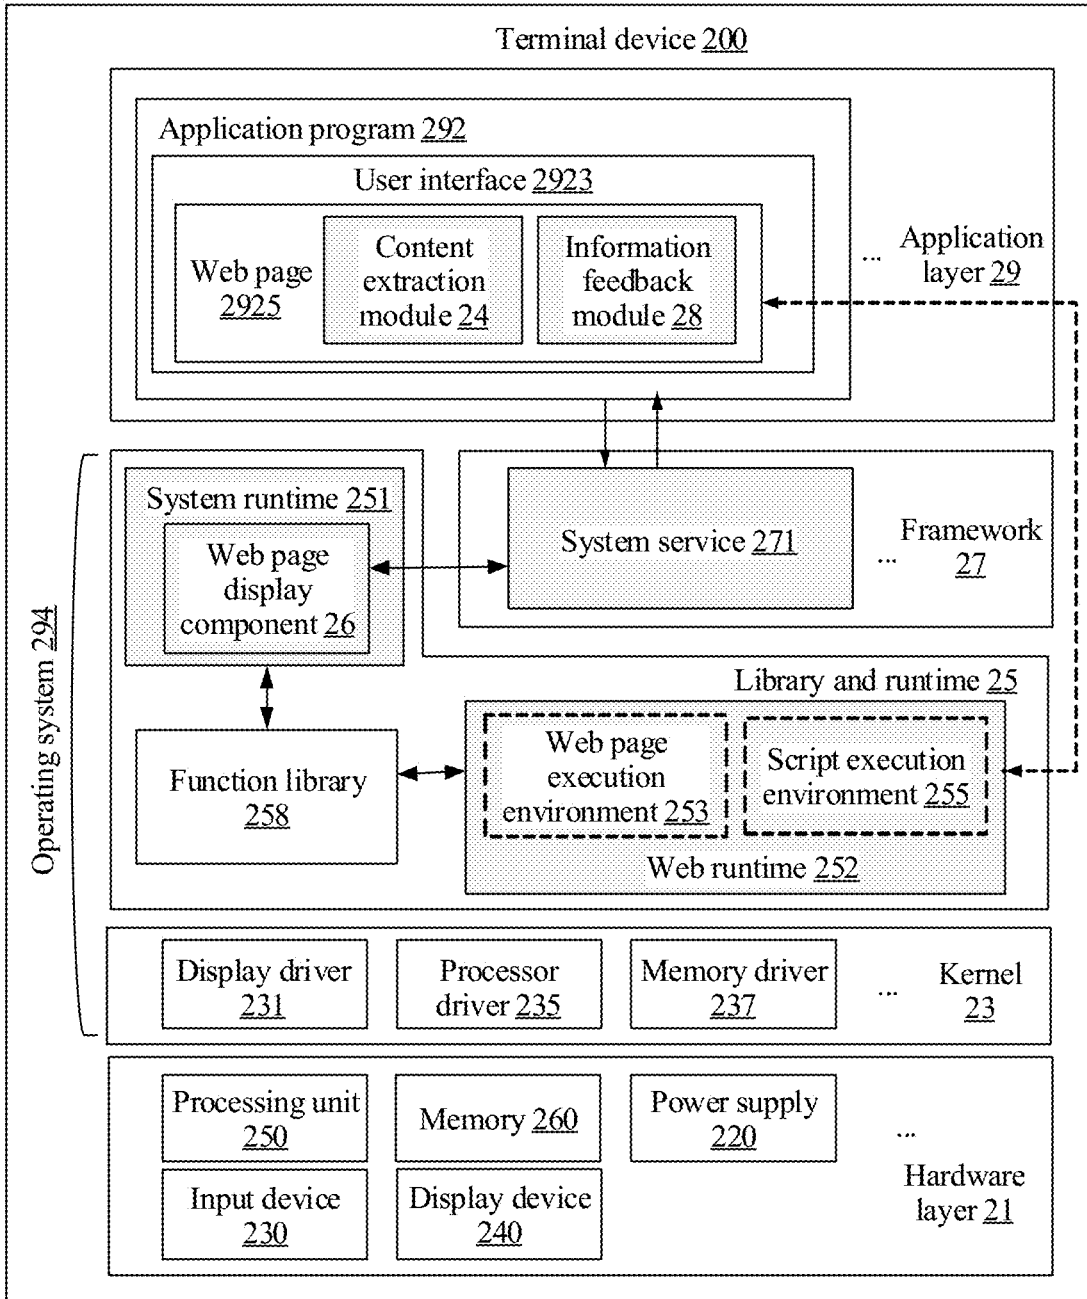 Terminal device 200
Application program 292
User interface 2923
Web page
2925
Content
extraction
module 24
Information
feedback
module 28
...
Application
layer 29
Operating system 294
System runtime 251
Web page
display
component 26
System service 271
...
Framework
27
Library and runtime 25
Function library
258
Web page
execution
environment 253
Script execution
environment 255
Web runtime 252
Display driver
231
Processor
driver 235
Memory driver
237
...
Kernel
23
Processing unit
250
Memory 260
Power supply
220
...
Input device
230
Display device
240
Hardware
layer 21